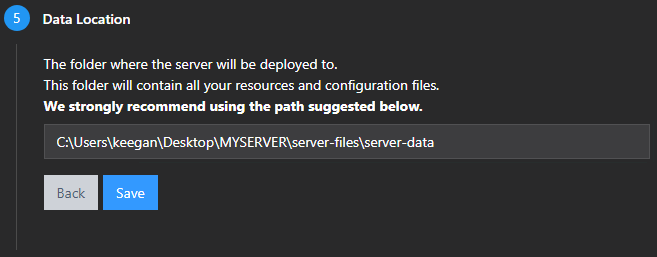 5 Data Location
The folder where the server will be deployed to.
This folder will contain all your resources and configuration files.
We strongly recommend using the path suggested below.
C:\Users\keegan\Desktop\MYSERVER\server-files\server-data
Back Save